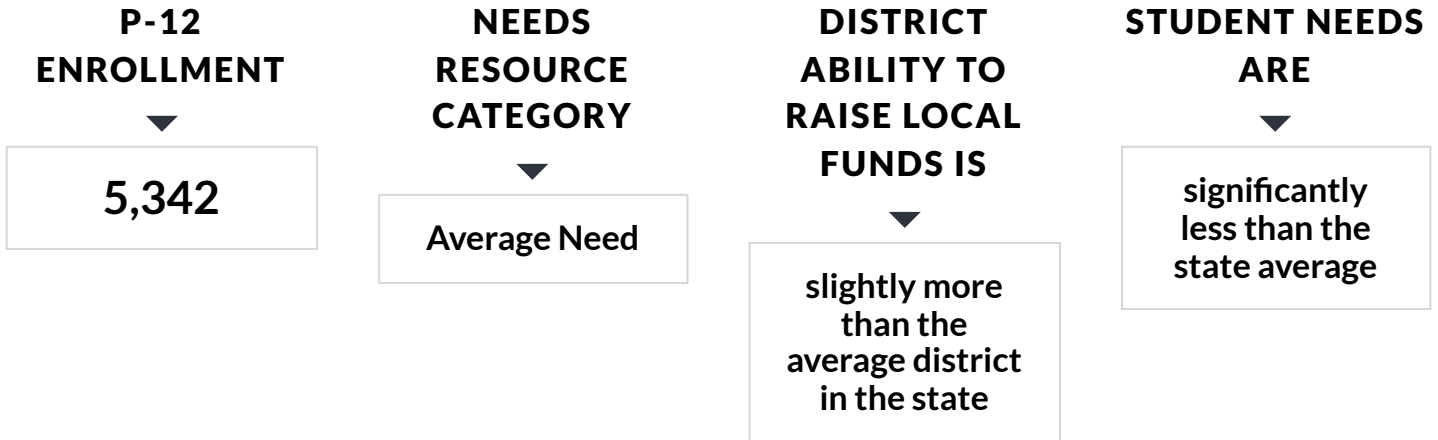 P-12
ENROLLMENT
5,342
NEEDS
RESOURCE
CATEGORY
Average Need
DISTRICT
ABILITY TO
RAISE LOCAL
FUNDS IS
slightly more
than the
average district
in the state
STUDENT NEEDS
ARE
significantly
less than the
state average